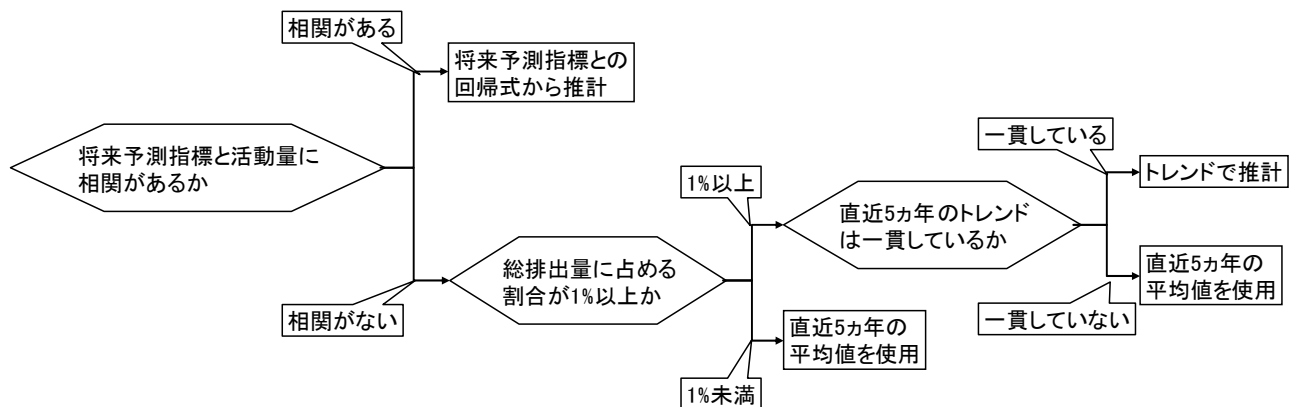 相関がある
将来予測指標との
回帰式から推計
将来予測指標と活動量に
相関があるか
相関がない
総排出量に占める
割合が1%以上か
1%以上
1%未満
直近5ヵ年の
平均値を使用
直近5ヵ年のトレンド
は一貫しているか
一貫している
トレンドで推計
直近5ヵ年の
平均値を使用
一貫していない